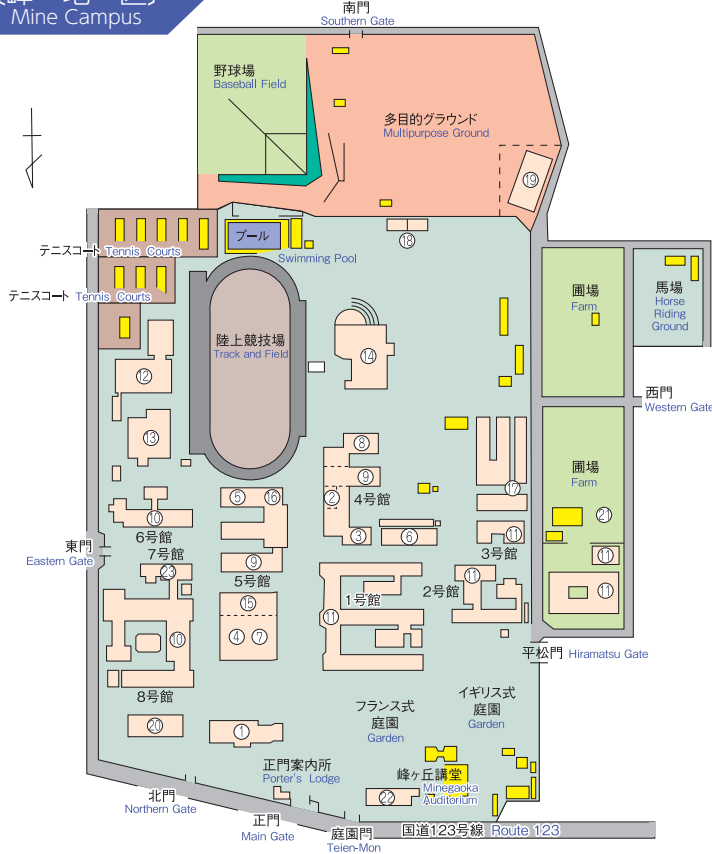 Mine Campus
南門
Southern Gate
野球場
Baseball Field
多目的グラウンド
Multipurpose Ground
⑲
プール
Swimming Pool
⑱
テニスコート Tennis Courts
テニスコート Tennis Courts
圃場
Farm
馬場
Horse
Riding
Ground
陸上競技場
Track and Field
⑭
⑫
西門
Western Gate
⑬
⑧
⑨
②
4号館
③
⑥
⑤
⑯
⑰
圃場
Farm
㉑
⑩
6号館
7号館
㉓
⑨
5号館
⑪
3号館
⑪
⑪
東門
Eastern Gate
⑮
④
⑦
1号館
⑪
2号館
⑪
⑩
8号館
平松門 Hiramatsu Gate
フランス式
庭園
Garden
イギリス式
庭園
Garden
⑳
①
正門案内所
Porter's Lodge
峰ヶ丘講堂
Minegaoka
Auditorium
㉒
北門
Northern Gate
正門
Main Gate
庭園門
Teien-Mon
国道123号線 Route 123